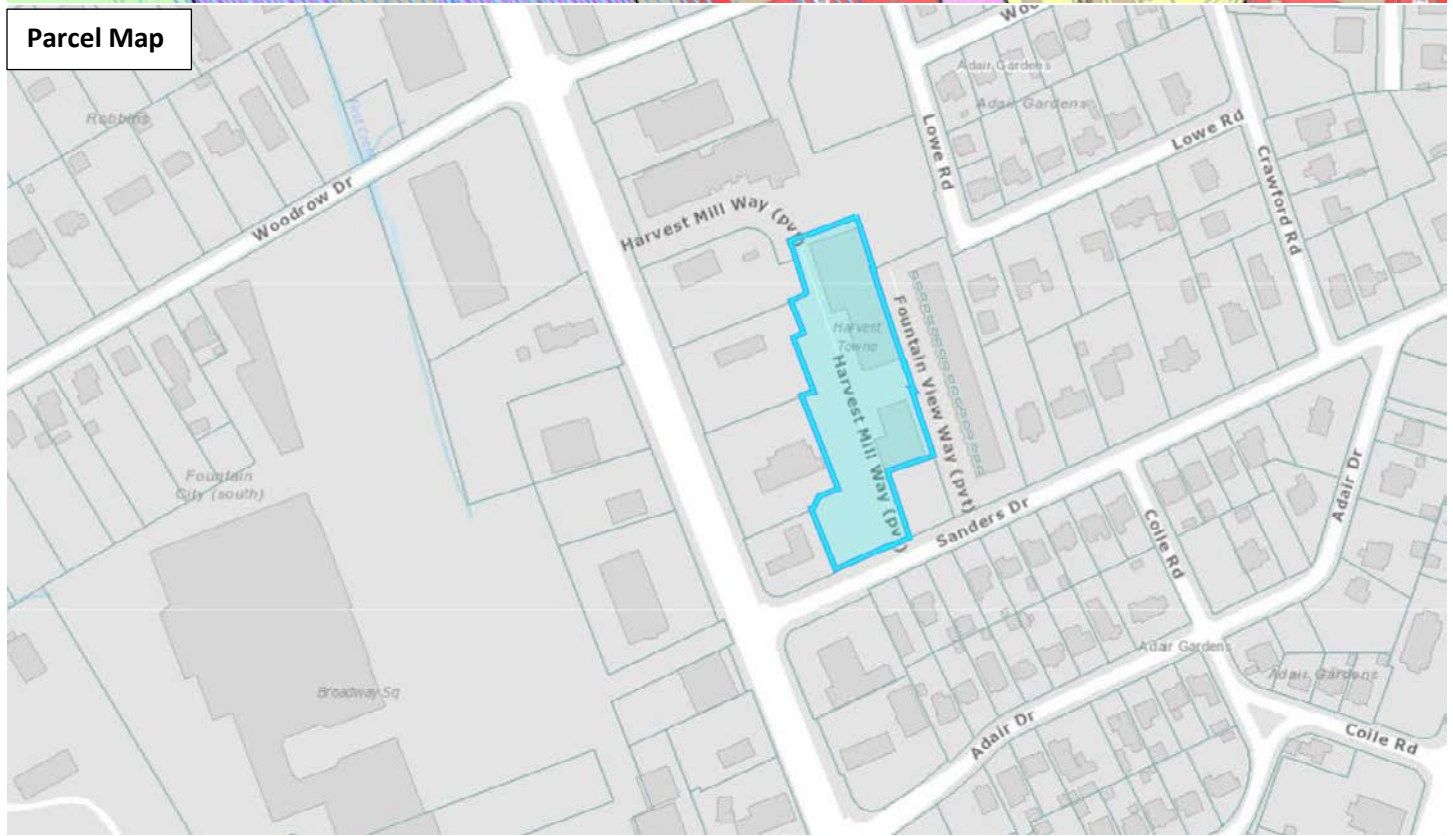 Parcel Map
Woo
Adair Gardens
Adair Gardens
Robbins
Lowe Rd
Lowe Rd
Crawford Rd
Woodrow Dr
Harvest Mill Way (pvt)
Harvest
Towne
Harvest Mill Way (pv
)
Fountain View Way (pvt)
Fountain
City (south)
Sanders Dr
Coile Rd
Adair Dr
Adair Gardens
Adair Gardens
Broadway Sq
Adair Dr
Coile Rd